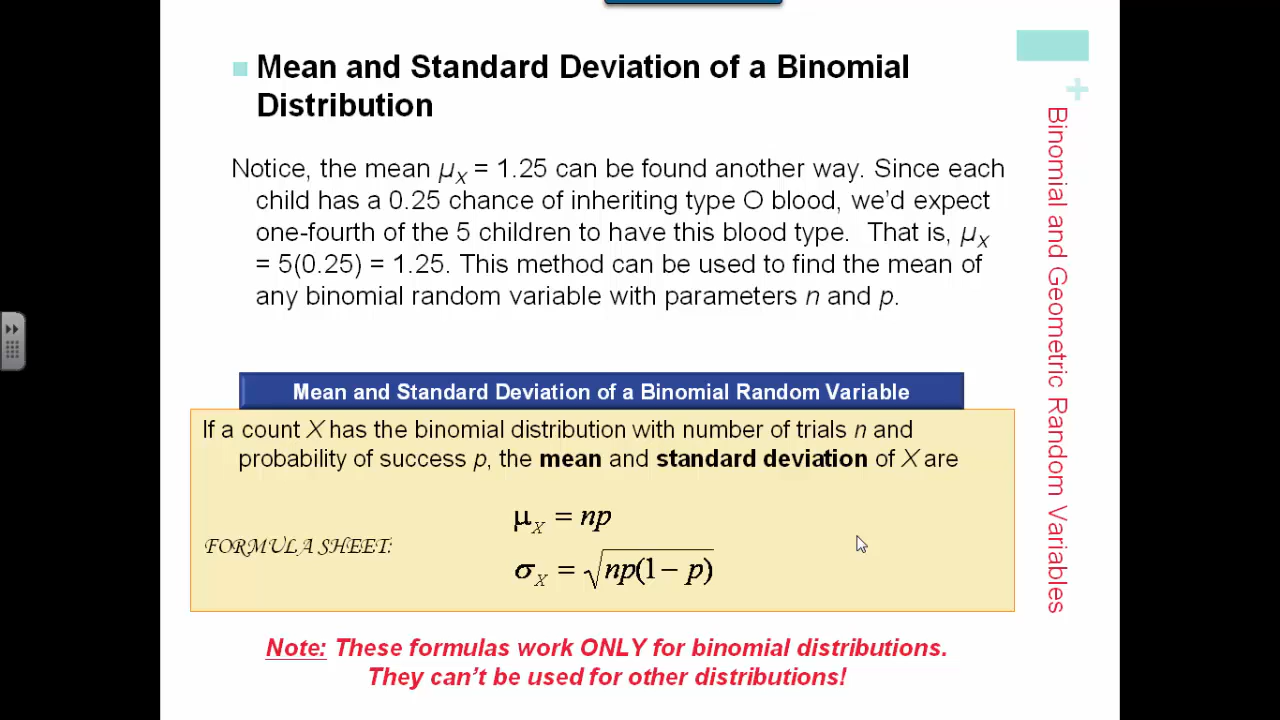 Mean and Standard Deviation of a Binomial
Distribution
Notice, the mean μX = 1.25 can be found another way. Since each
child has a 0.25 chance of inheriting type O blood, we'd expect
one-fourth of the 5 children to have this blood type. That is, μX
= 5(0.25) = 1.25. This method can be used to find the mean of
any binomial random variable with parameters n and p.
Mean and Standard Deviation of a Binomial Random Variable
If a count X has the binomial distribution with number of trials n and
probability of success p, the mean and standard deviation of X are
μX = np
FORMULA SHEET:
σX = √np(1 − p)
Note: These formulas work ONLY for binomial distributions.
They can't be used for other distributions!
+
Binomial and Geometric Random Variables